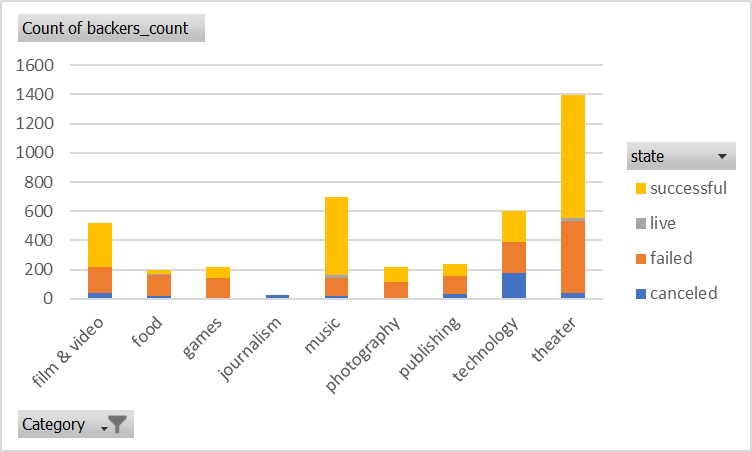 Count of backers_count
1600
1400
1200
1000
800
600
400
200
0
film & video
food
games
journalism
music
photography
publishing
technology
theater
state
successful
live
failed
canceled
Category